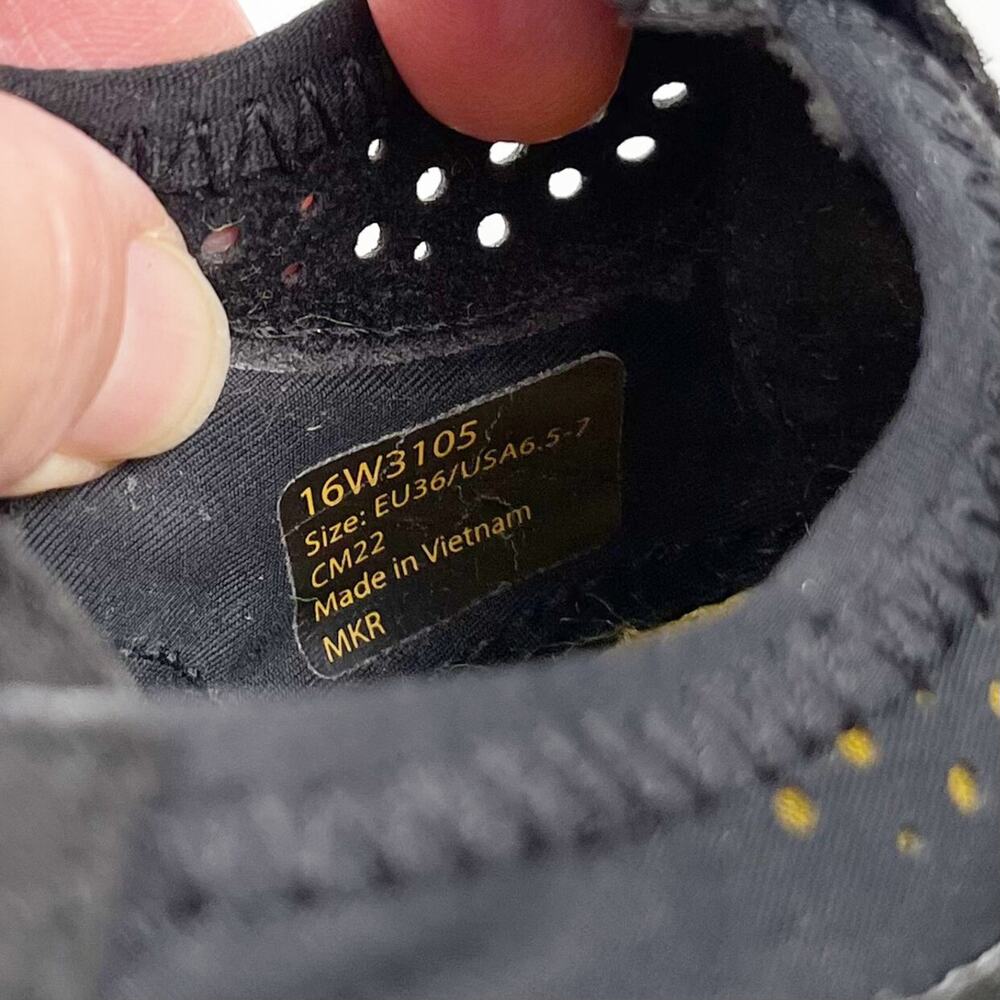 16W3105
Size: EU36/USA6.5-7
CM22
Made in Vietnam
MKR